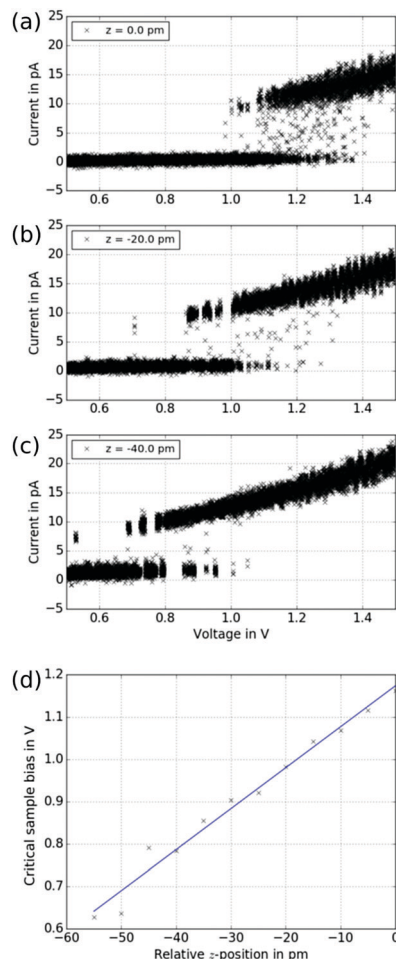 (a)
25
20
15
10
5
0
−5
Current in pA
× z = 0.0 pm
0.6 0.8 1.0 1.2 1.4
(b)
25
20
15
10
5
0
−5
Current in pA
× z = -20.0 pm
0.6 0.8 1.0 1.2 1.4
(c)
25
20
15
10
5
0
−5
Current in pA
× z = -40.0 pm
0.6 0.8 1.0 1.2 1.4
Voltage in V
(d)
1.2
1.1
1.0
0.9
0.8
0.7
0.6
Critical sample bias in V
−60 −50 −40 −30 −20 −10 0
Relative z-position in pm